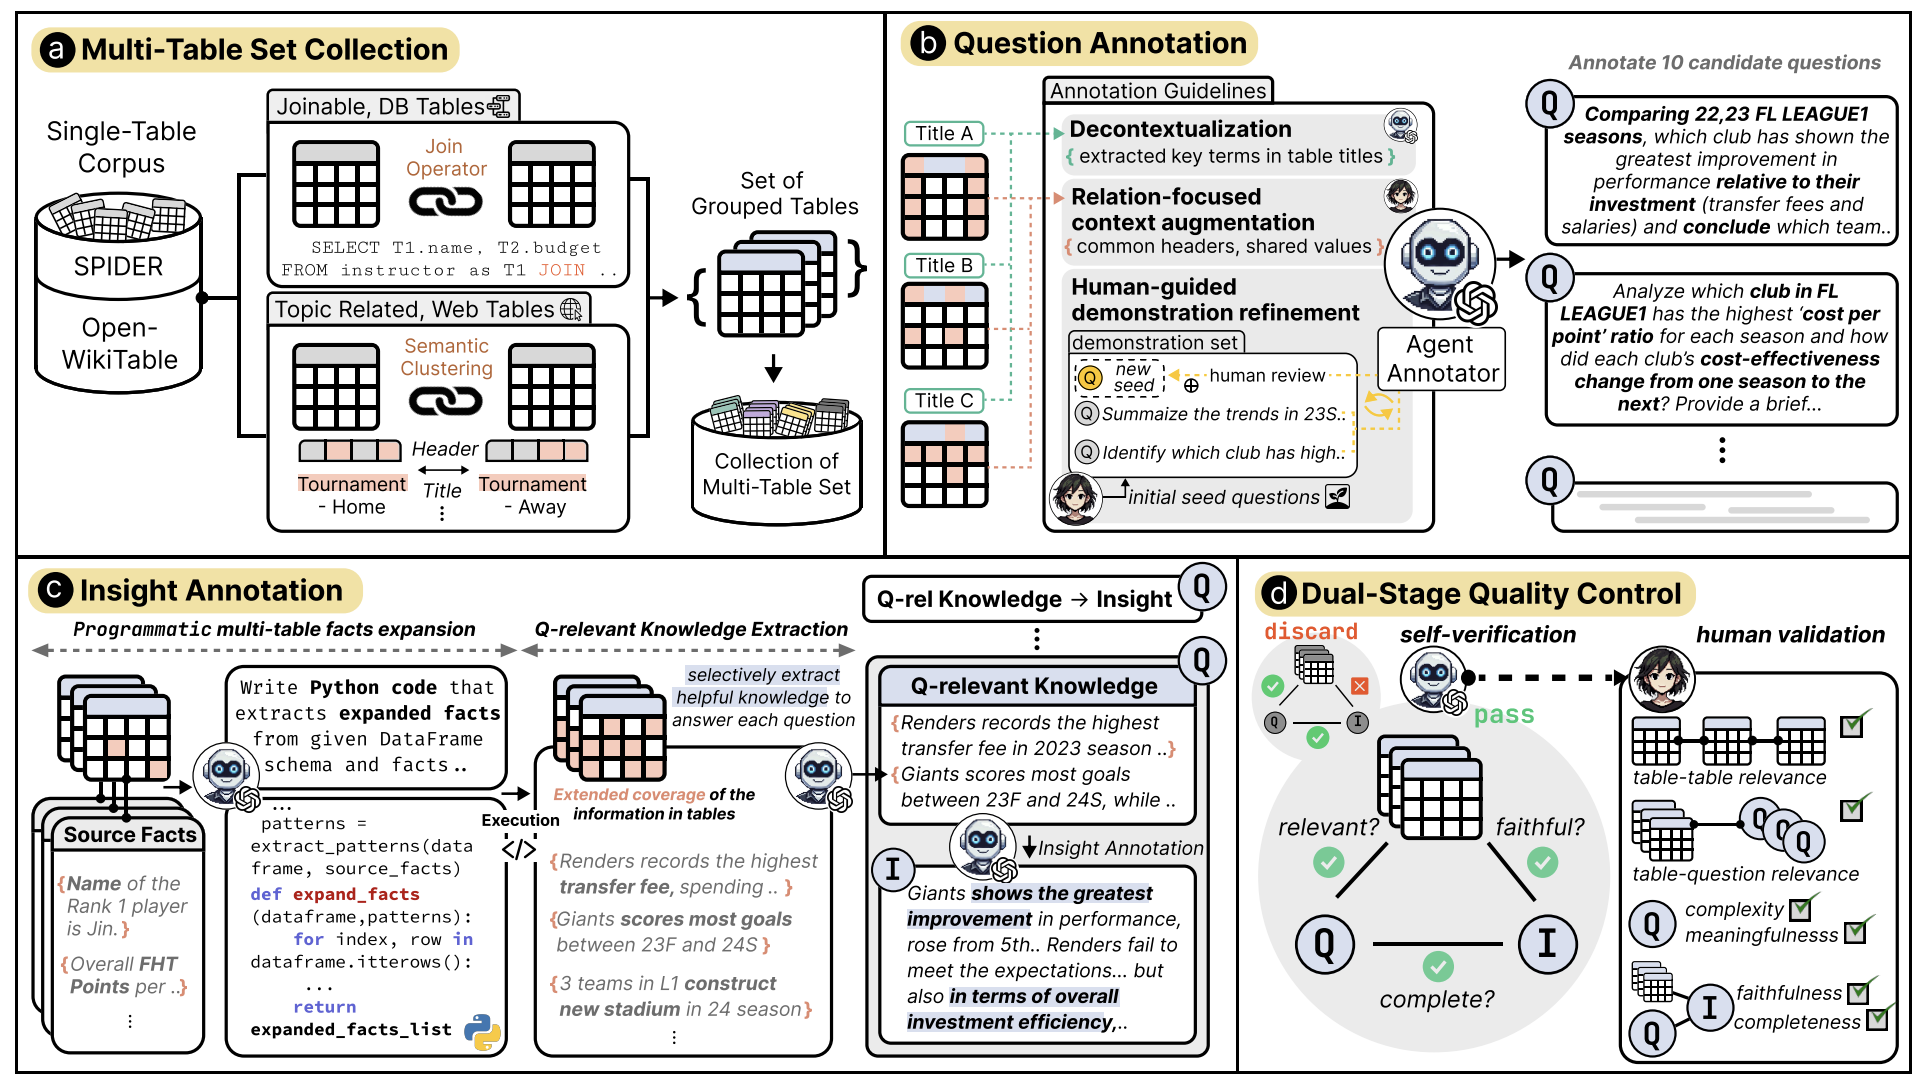 a Multi-Table Set Collection
Single-Table
Corpus
SPIDER
Open-
WikiTable
Joinable, DB Tables
Join
Operator
SELECT T1.name, T2.budget
FROM instructor as T1 JOIN ..
Topic Related, Web Tables
Semantic
Clustering
Header
Title
Tournament
- Home
Tournament
- Away
Set of
Grouped Tables
{ }
Collection of
Multi-Table Set
b Question Annotation
Title A
Title B
Title C
Annotation Guidelines
Decontextualization
{ extracted key terms in table titles }
Relation-focused
context augmentation
{ common headers, shared values }
Human-guided
demonstration refinement
demonstration set
Q new
seed
⊕ human review
Q Summaize the trends in 23S..
Q Identify which club has high..
initial seed questions
Agent
Annotator
Annotate 10 candidate questions
Q
Comparing 22,23 FL LEAGUE1
seasons, which club has shown the
greatest improvement in
performance relative to their
investment (transfer fees and
salaries) and conclude which team..
Q
Analyze which club in FL
LEAGUE1 has the highest ‘cost per
point’ ratio for each season and how
did each club’s cost-effectiveness
change from one season to the
next? Provide a brief...
⋮
Q
c Insight Annotation
Programmatic multi-table facts expansion
Source Facts
{Name of the
Rank 1 player
is Jin.}
{Overall FHT
Points per ..}
⋮
Write Python code that
extracts expanded facts
from given DataFrame
schema and facts..
...
patterns =
extract_patterns(data
frame, source_facts)
def expand_facts
(dataframe,patterns):
for index, row in
dataframe.itterows():
...
return
expanded_facts_list
Execution
</>
Q-relevant Knowledge Extraction
selectively extract
helpful knowledge to
answer each question
Extended coverage of the
information in tables
{Renders records the highest
transfer fee, spending .. }
{Giants scores most goals
between 23F and 24S }
{3 teams in L1 construct
new stadium in 24 season}
⋮
Q-rel Knowledge → Insight
Q
⋮
Q
Q-relevant Knowledge
{Renders records the highest
transfer fee in 2023 season ..}
{Giants scores most goals
between 23F and 24S, while ..
Insight Annotation
I
Giants shows the greatest
improvement in performance,
rose from 5th.. Renders fail to
meet the expectations... but
also in terms of overall
investment efficiency,..
d Dual-Stage Quality Control
discard
Q I
self-verification
pass
relevant?
faithful?
Q I
complete?
human validation
table-table relevance
Q Q Q
table-question relevance
Q
complexity
meaningfulnesss
Q I
faithfulness
completeness